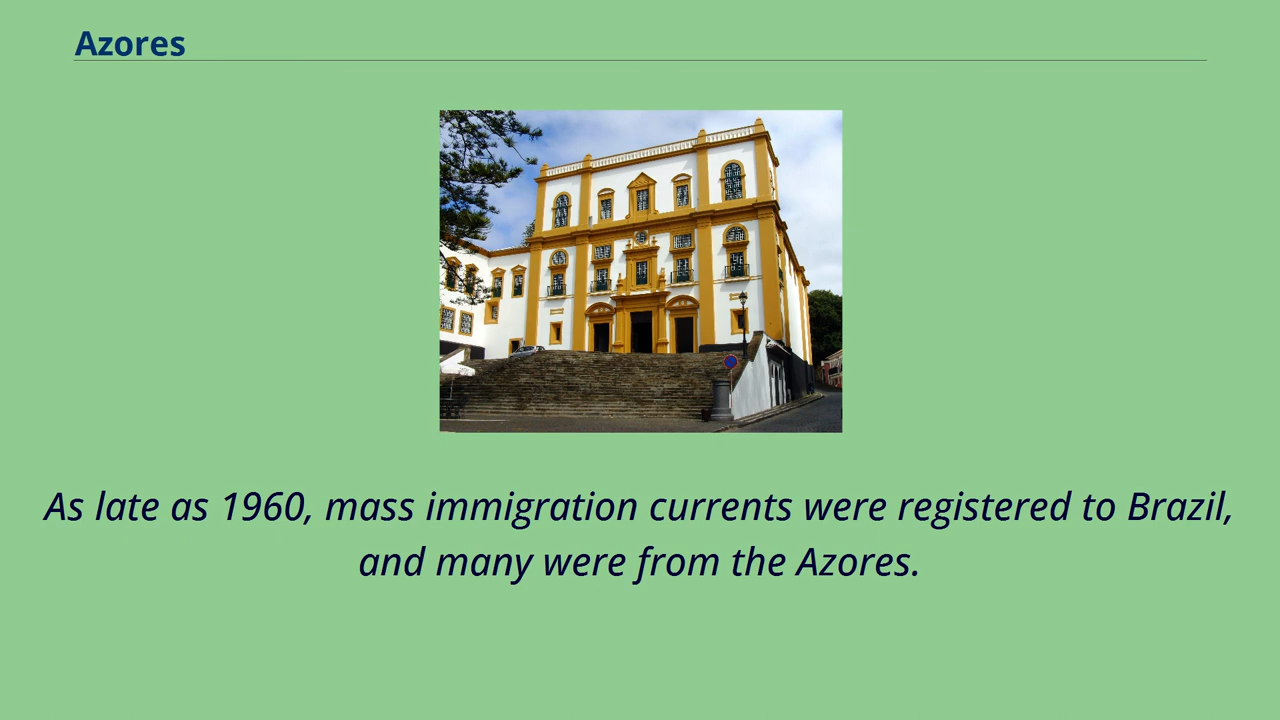 Azores
As late as 1960, mass immigration currents were registered to Brazil,
and many were from the Azores.